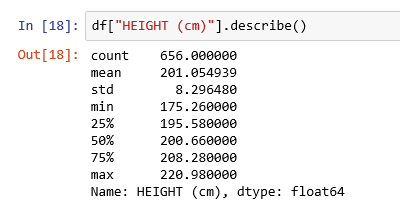 In [18]: df["HEIGHT (cm)"].describe()
Out[18]:
count    656.000000
mean     201.054939
std        8.296480
min      175.260000
25%      195.580000
50%      200.660000
75%      208.280000
max      220.980000
Name: HEIGHT (cm), dtype: float64